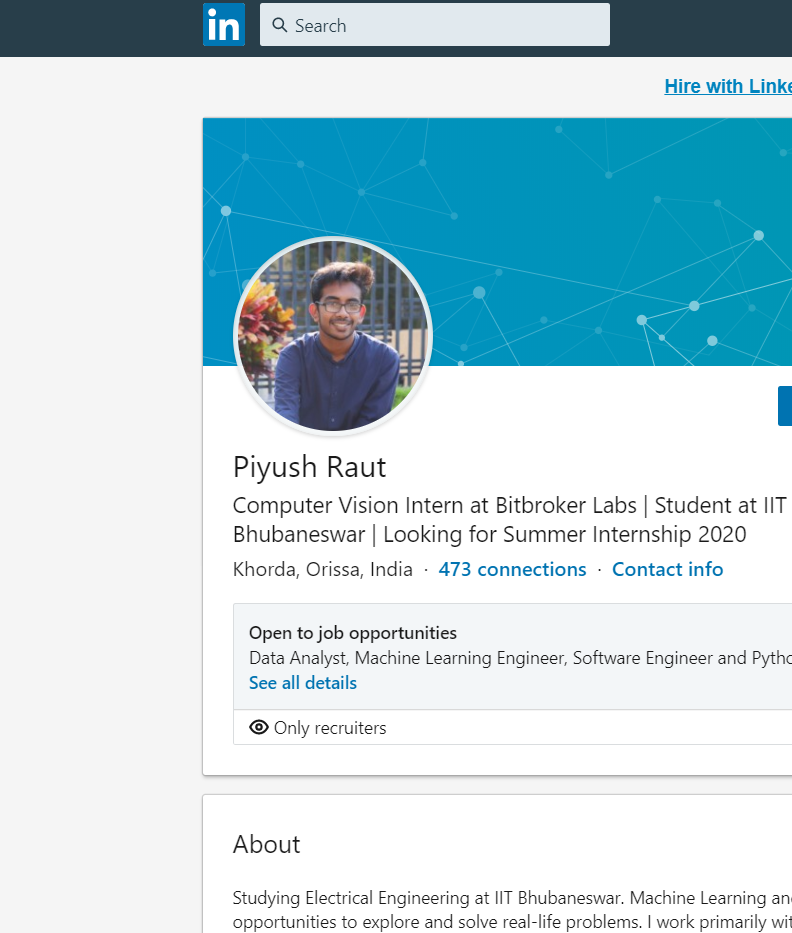 in
Search
Hire with Linke
Piyush Raut
Computer Vision Intern at Bitbroker Labs | Student at IIT
Bhubaneswar | Looking for Summer Internship 2020
Khorda, Orissa, India · 473 connections · Contact info
Open to job opportunities
Data Analyst, Machine Learning Engineer, Software Engineer and Pytho
See all details
Only recruiters
About
Studying Electrical Engineering at IIT Bhubaneswar. Machine Learning an
opportunities to explore and solve real-life problems. I work primarily wit